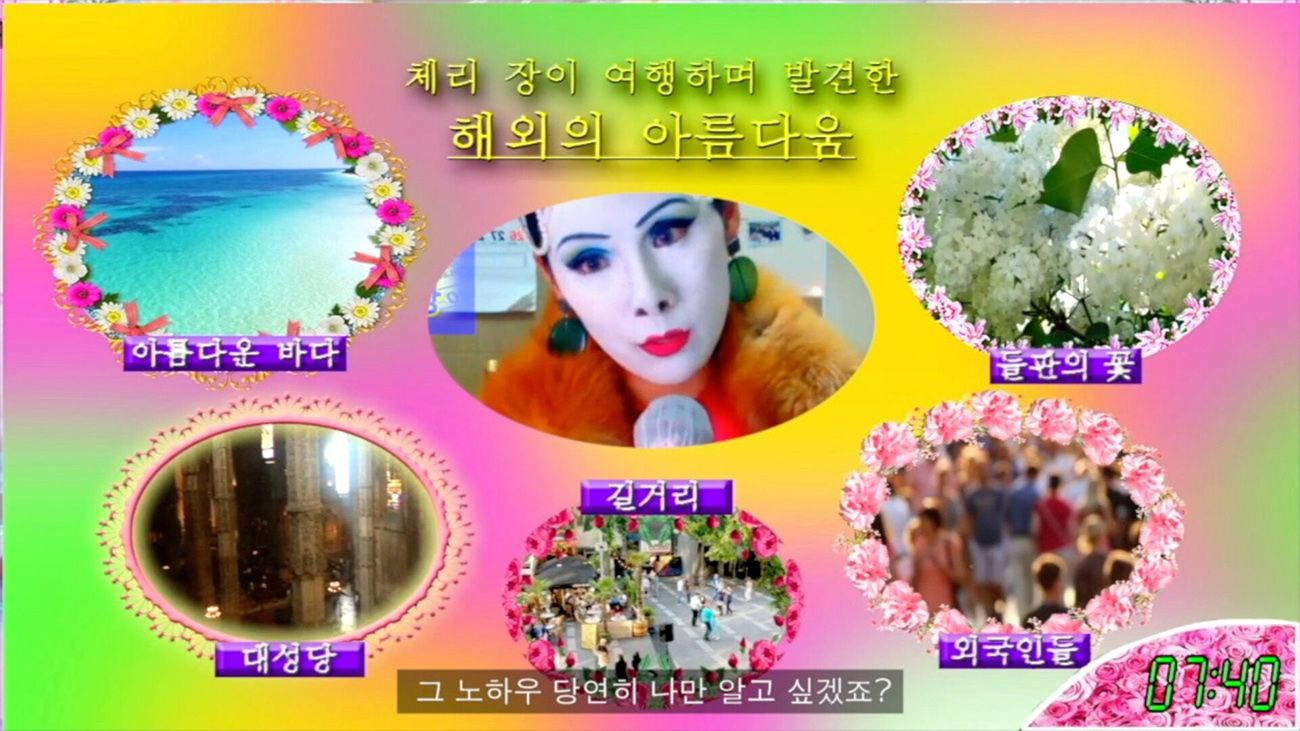 체리 장이 여행하며 발견한
해외의 아름다움
26 27
아름다운 바다
들판의 꽃
길거리
대성당
외국인들
그 노하우 당연히 나만 알고 싶겠죠?
07:40